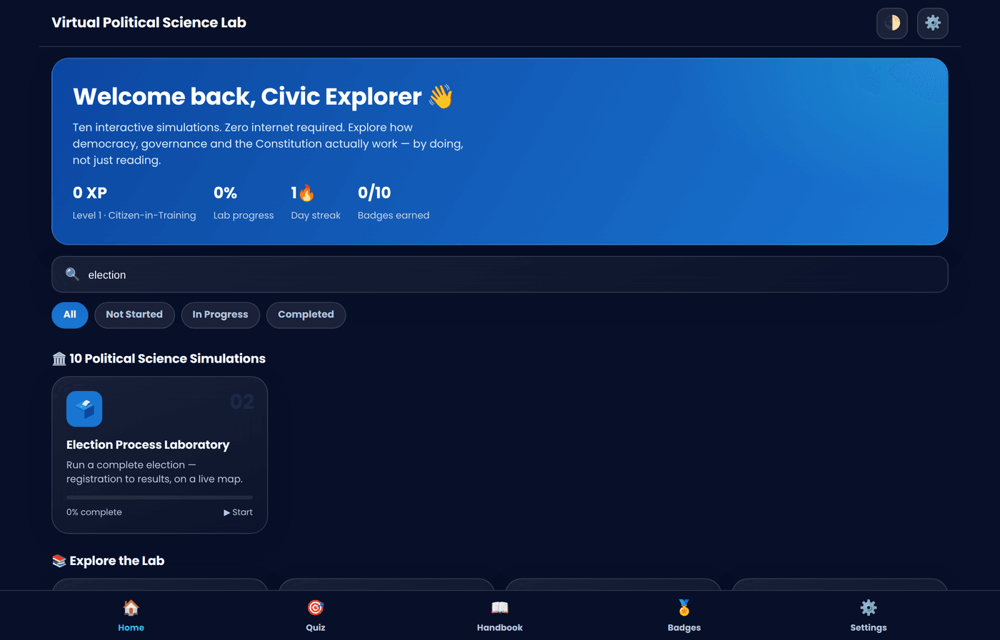 Virtual Political Science Lab
Welcome back, Civic Explorer 👋
Ten interactive simulations. Zero internet required. Explore how
democracy, governance and the Constitution actually work — by doing,
not just reading.
0 XP
Level 1 · Citizen-in-Training
0%
Lab progress
1🔥
Day streak
0/10
Badges earned
election
All
Not Started
In Progress
Completed
🏛️ 10 Political Science Simulations
02
Election Process Laboratory
Run a complete election —
registration to results, on a live map.
0% complete
▶ Start
📚 Explore the Lab
Home
Quiz
Handbook
Badges
Settings